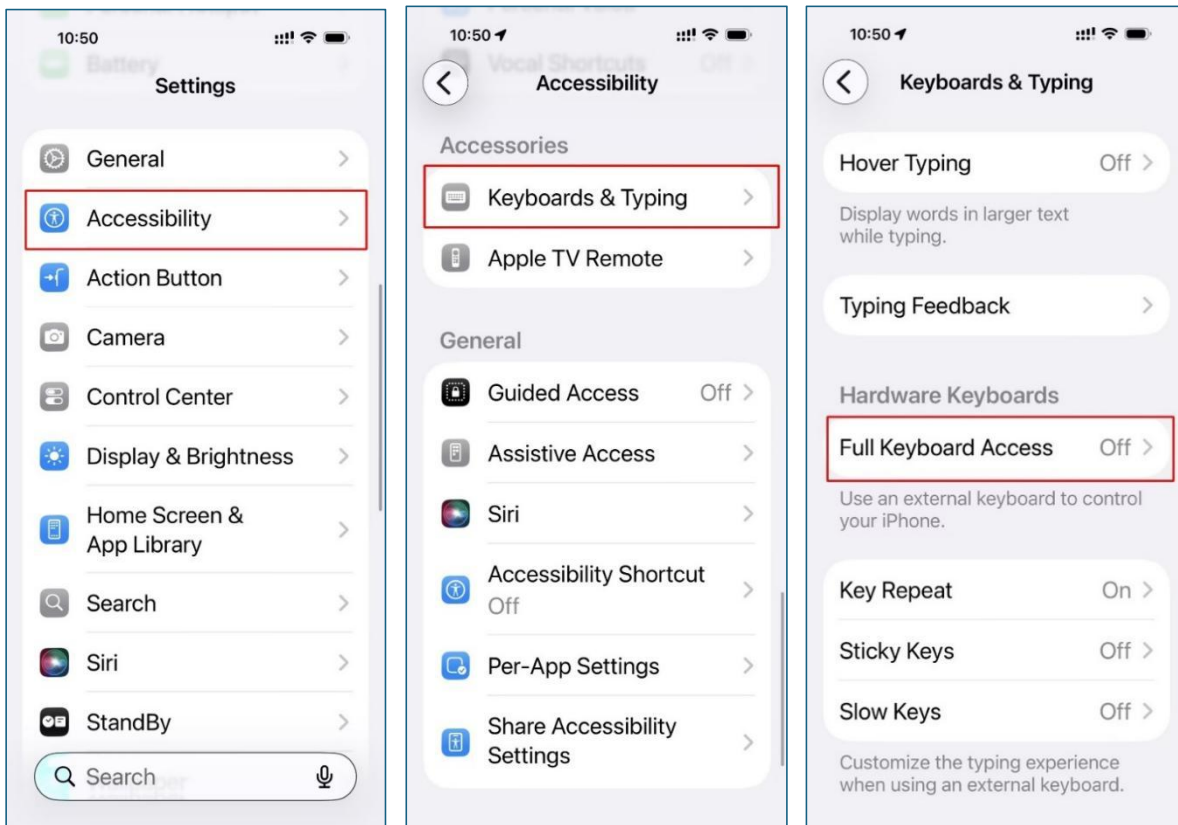 10:50
Battery
Settings
General
Accessibility
Action Button
Camera
Control Center
Display & Brightness
Home Screen &
App Library
Search
Siri
StandBy
Search
10:50
Vocal Shortcuts Off
Accessibility
Accessories
Keyboards & Typing
Apple TV Remote
General
Guided Access Off
Assistive Access
Siri
Accessibility Shortcut
Off
Per-App Settings
Share Accessibility
Settings
10:50
Keyboards & Typing
Hover Typing Off
Display words in larger text
while typing.
Typing Feedback
Hardware Keyboards
Full Keyboard Access Off
Use an external keyboard to control
your iPhone.
Key Repeat On
Sticky Keys Off
Slow Keys Off
Customize the typing experience
when using an external keyboard.